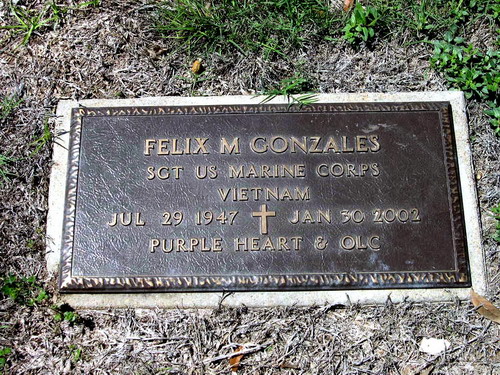 FELIX M GONZALES
SGT US MARINE CORPS
VIETNAM
JUL 29 1947 JAN 30 2002
PURPLE HEART & OLC